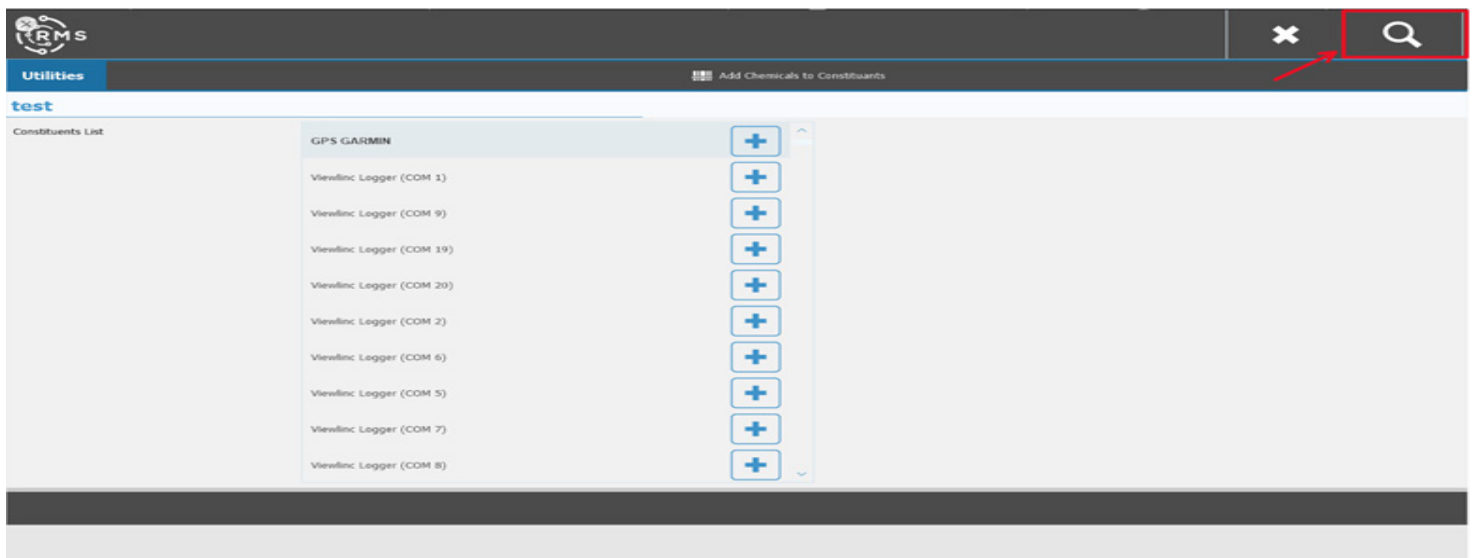 RMS
Utilities
Add Chemicals to Constituants
test
Constituents List
GPS GARMIN
Viewlinc Logger (COM 1)
Viewlinc Logger (COM 9)
Viewlinc Logger (COM 19)
Viewlinc Logger (COM 20)
Viewlinc Logger (COM 2)
Viewlinc Logger (COM 6)
Viewlinc Logger (COM 5)
Viewlinc Logger (COM 7)
Viewlinc Logger (COM 8)